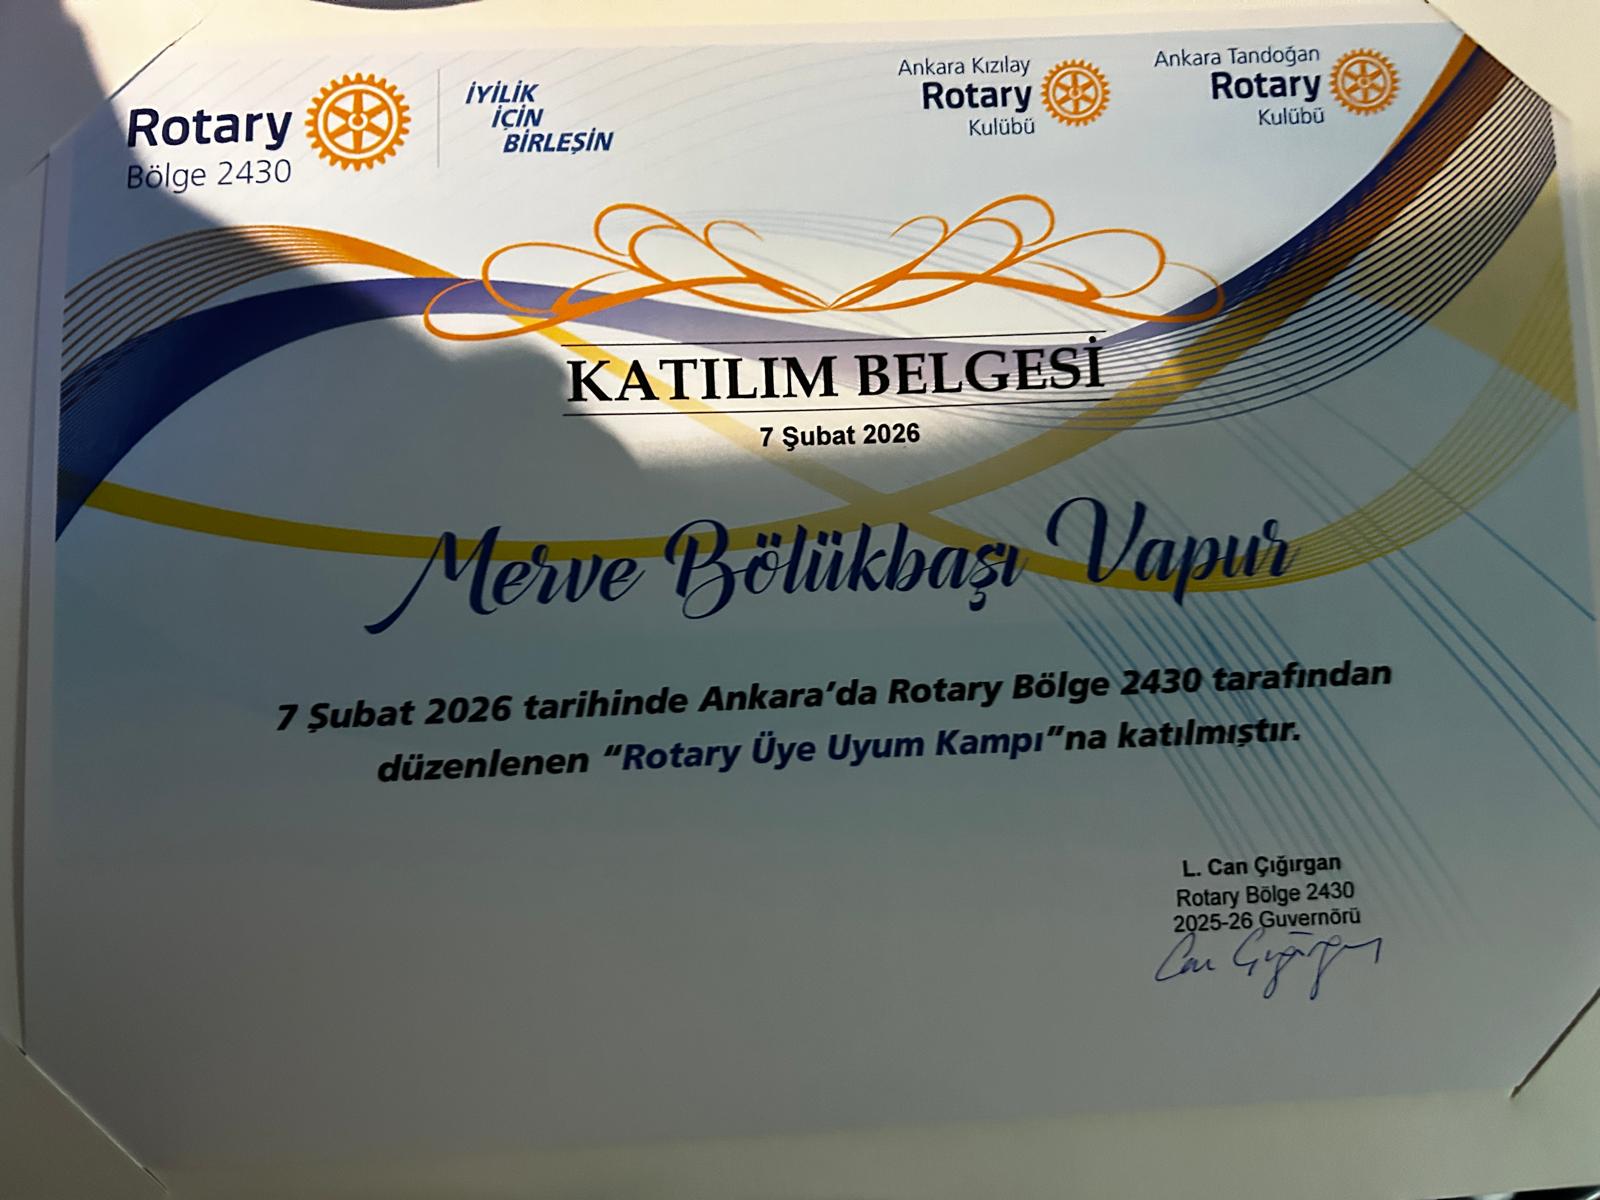 Rotary
Bölge 2430
İYİLİK
İÇİN
BİRLEŞİN
Ankara Kızılay
Rotary
Kulübü
Ankara Tandoğan
Rotary
Kulübü
KATILIM BELGESİ
7 Şubat 2026
Merve Bölükbaşı Vapur
7 Şubat 2026 tarihinde Ankara’da Rotary Bölge 2430 tarafından
düzenlenen “Rotary Üye Uyum Kampı”na katılmıştır.
L. Can Çığırgan
Rotary Bölge 2430
2025-26 Guvernörü
Can Çığırgan